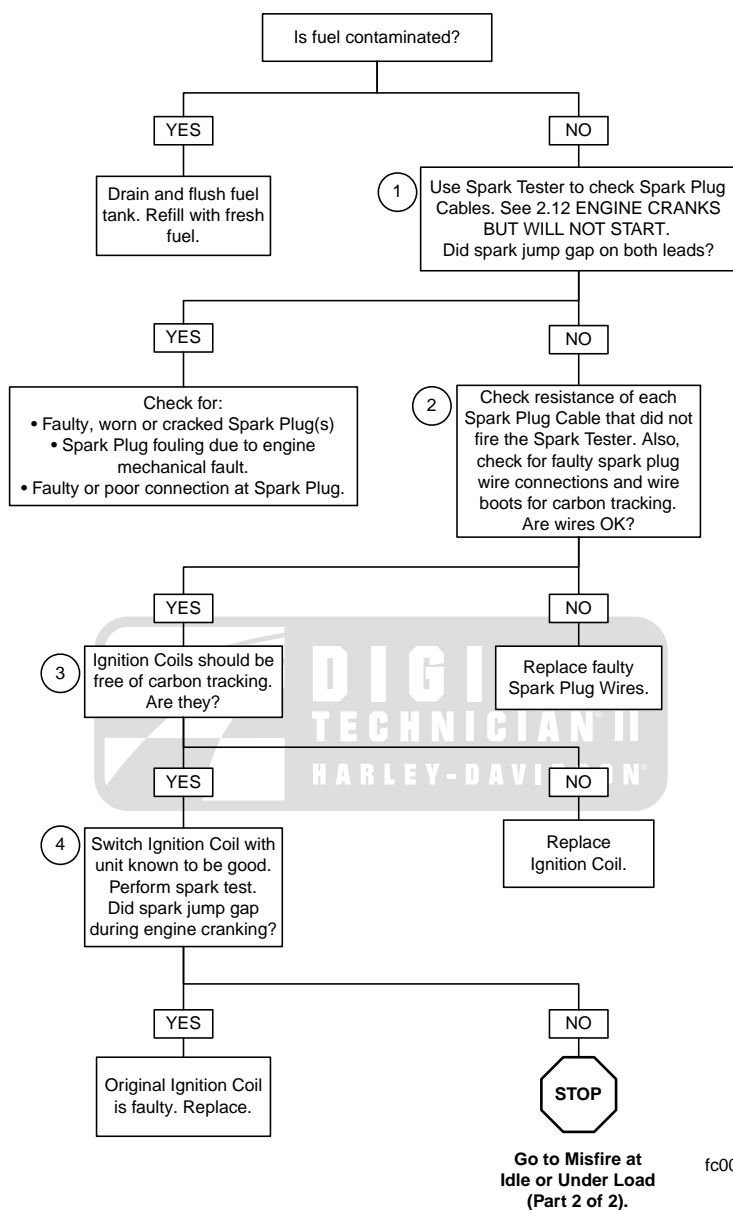 Is fuel contaminated?
YES
NO
Drain and flush fuel
tank. Refill with fresh
fuel.
1
Use Spark Tester to check Spark Plug
Cables. See 2.12 ENGINE CRANKS
BUT WILL NOT START.
Did spark jump gap on both leads?
YES
NO
Check for:
• Faulty, worn or cracked Spark Plug(s)
• Spark Plug fouling due to engine
mechanical fault.
• Faulty or poor connection at Spark Plug.
2
Check resistance of each
Spark Plug Cable that did not
fire the Spark Tester. Also,
check for faulty spark plug
wire connections and wire
boots for carbon tracking.
Are wires OK?
YES
NO
3
Ignition Coils should be
free of carbon tracking.
Are they?
Replace faulty
Spark Plug Wires.
TECHNICIAN® II
YES
NO
4
Switch Ignition Coil with
unit known to be good.
Perform spark test.
Did spark jump gap
during engine cranking?
Replace
Ignition Coil.
YES
NO
Original Ignition Coil
is faulty. Replace.
STOP
Go to Misfire at
Idle or Under Load
(Part 2 of 2).